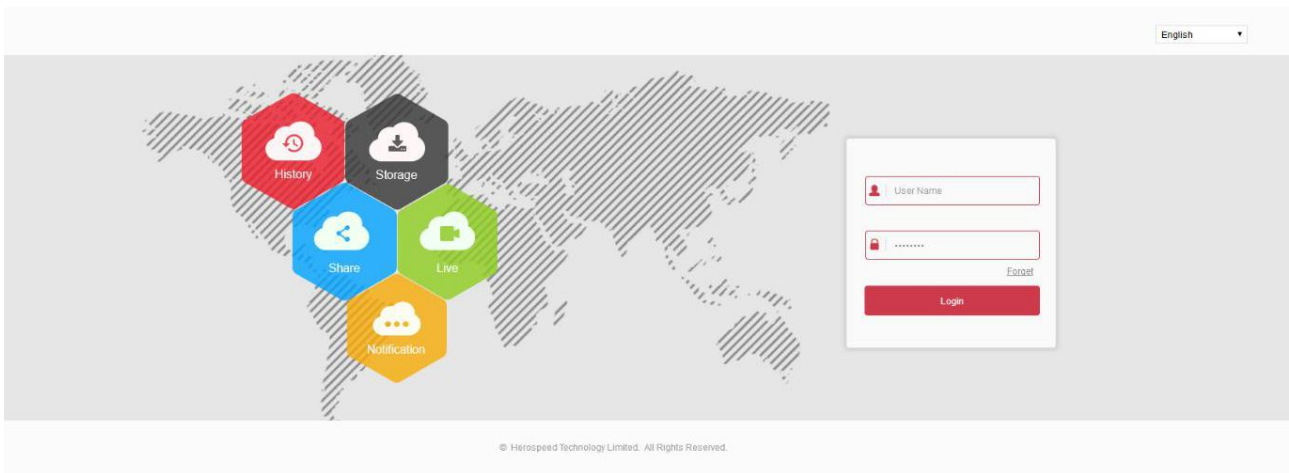 English
History
Storage
Share
Live
Notification
User Name
........
Forget
Login
© Herospeed Technology Limited. All Rights Reserved.